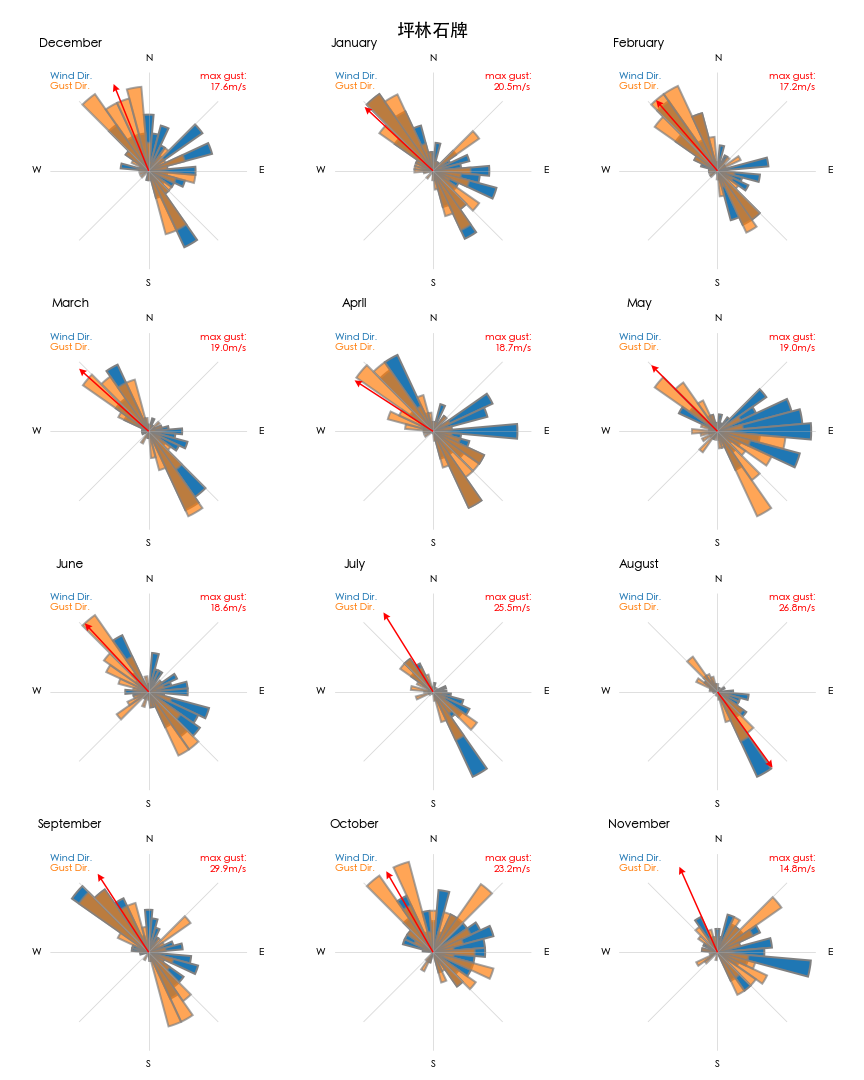 坪林石牌
December
N
Wind Dir.
Gust Dir.
max gust:
17.6m/s
W
E
S
January
N
Wind Dir.
Gust Dir.
max gust:
20.5m/s
W
E
S
February
N
Wind Dir.
Gust Dir.
max gust:
17.2m/s
W
E
S
March
N
Wind Dir.
Gust Dir.
max gust:
19.0m/s
W
E
S
April
N
Wind Dir.
Gust Dir.
max gust:
18.7m/s
W
E
S
May
N
Wind Dir.
Gust Dir.
max gust:
19.0m/s
W
E
S
June
N
Wind Dir.
Gust Dir.
max gust:
18.6m/s
W
E
S
July
N
Wind Dir.
Gust Dir.
max gust:
25.5m/s
W
E
S
August
N
Wind Dir.
Gust Dir.
max gust:
26.8m/s
W
E
S
September
N
Wind Dir.
Gust Dir.
max gust:
29.9m/s
W
E
S
October
N
Wind Dir.
Gust Dir.
max gust:
23.2m/s
W
E
S
November
N
Wind Dir.
Gust Dir.
max gust:
14.8m/s
W
E
S